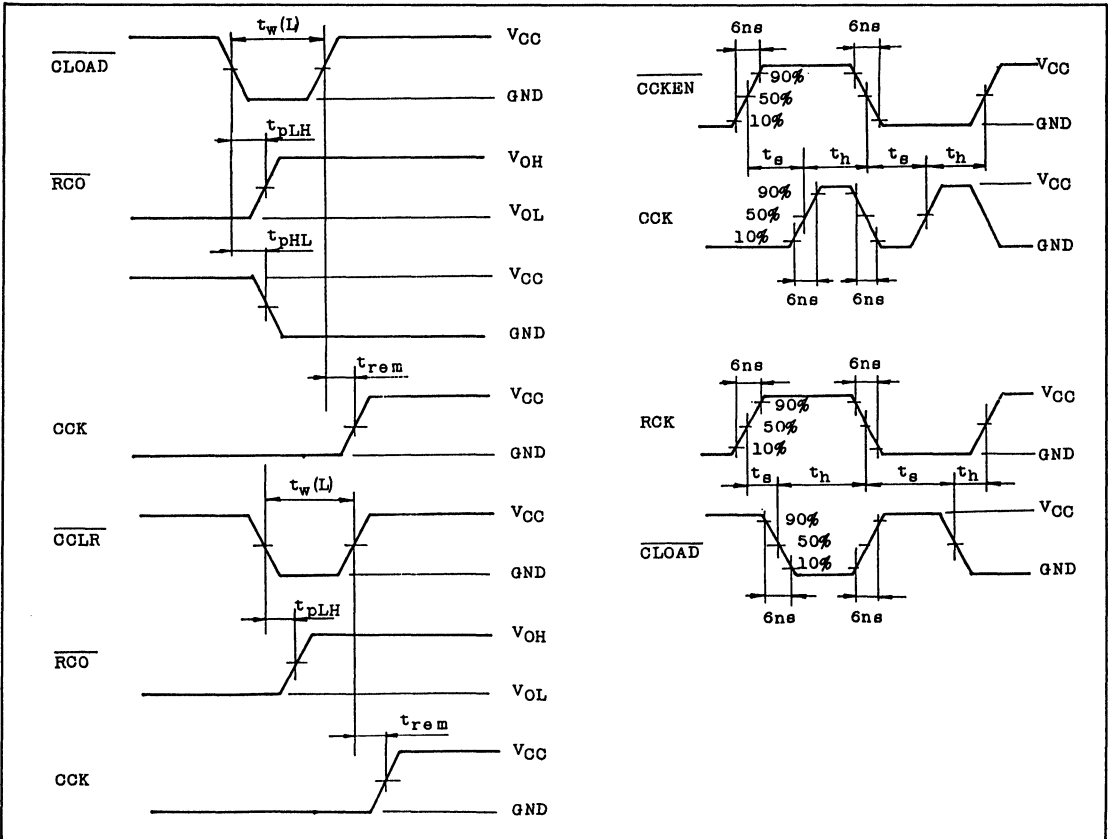 tw(L)
VCC
CLOAD
GND
tpLH
VOH
RCO
VOL
tpHL
VCC
GND
trem
VCC
CCK
GND
tw(L)
VCC
CCLR
GND
tpLH
VOH
RCO
VOL
trem
VCC
CCK
GND
6ns 6ns
VCC
CCKEN
90%
50%
10%
GND
ts th ts th
VCC
90%
CCK
50%
10%
GND
6ns 6ns
6ns 6ns
VCC
RCK
90%
50%
10%
GND
ts th ts th
VCC
90%
CLOAD
50%
10%
GND
6ns 6ns